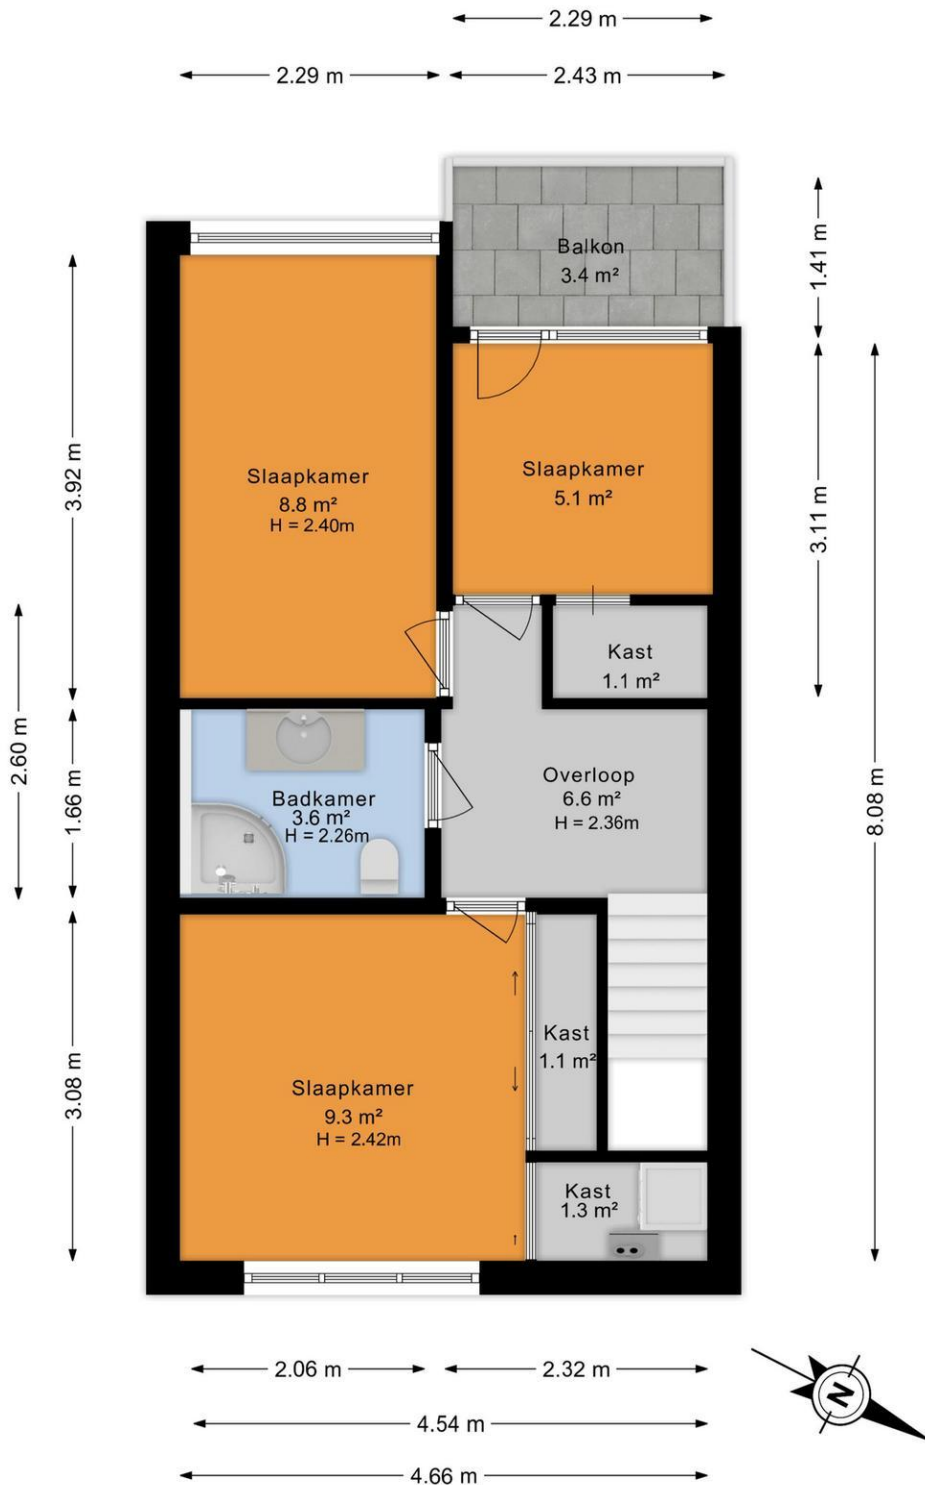 2.29 m
2.29 m
2.43 m
Balkon
3.4 m²
1.41 m
3.92 m
Slaapkamer
8.8 m²
H = 2.40m
Slaapkamer
5.1 m²
3.11 m
Kast
1.1 m²
2.60 m
1.66 m
Badkamer
3.6 m²
H = 2.26m
Overloop
6.6 m²
H = 2.36m
8.08 m
3.08 m
Slaapkamer
9.3 m²
H = 2.42m
Kast
1.1 m²
Kast
1.3 m²
2.06 m
2.32 m
4.54 m
4.66 m
N